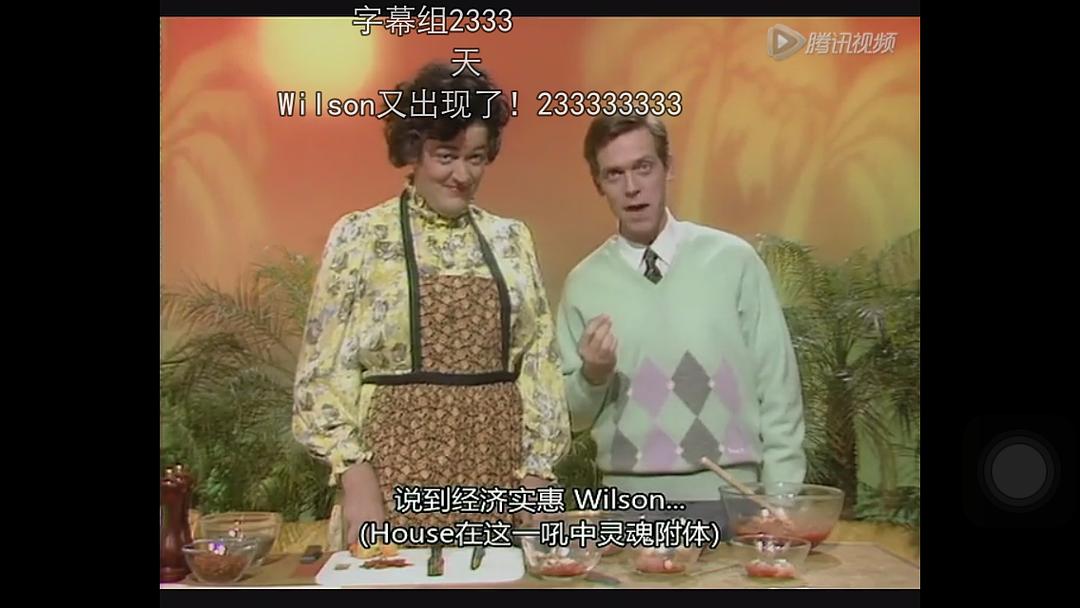 字幕组2333
腾讯视频
天
Wilson又出现了！233333333
说到经济实惠 Wilson...
(House在这一吼中灵魂附体)